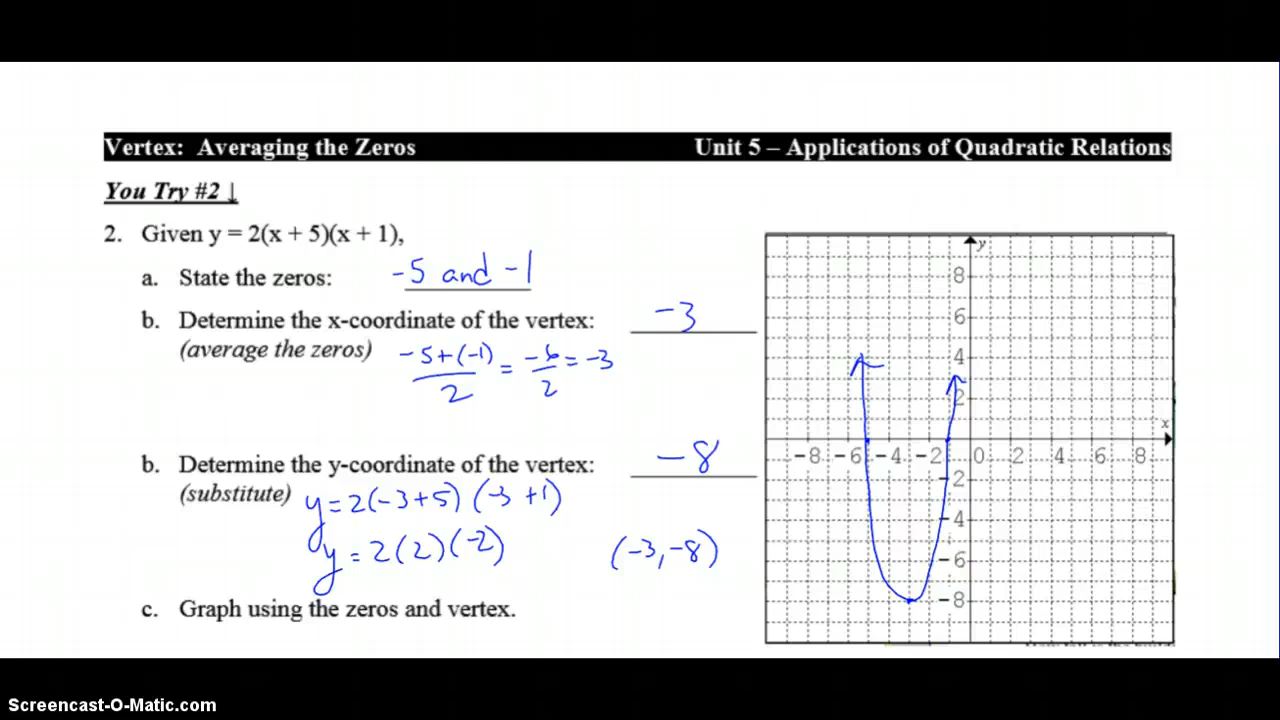 Vertex: Averaging the Zeros Unit 5 – Applications of Quadratic Relations
You Try #2 ↓
2. Given y = 2(x + 5)(x + 1),
a. State the zeros: -5 and -1
b. Determine the x-coordinate of the vertex: -3
(average the zeros) -5+(-1)/2 = -6/2 = -3
b. Determine the y-coordinate of the vertex: -8
(substitute) y = 2(-3+5)(-3+1)
y = 2(2)(-2) (-3,-8)
c. Graph using the zeros and vertex.
y
8
6
4
2
x
-8 -6 -4 -2 0 2 4 6 8
-2
-4
-6
-8
Screencast-O-Matic.com